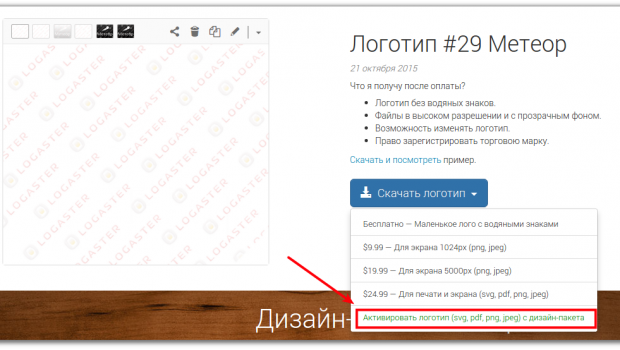 Логотип #29 Метеор
21 октября 2015
Что я получу после оплаты?
Логотип без водяных знаков.
Файлы в высоком разрешении и с прозрачным фоном.
Возможность изменять логотип.
Право зарегистрировать торговую марку.
Скачать и посмотреть пример.
Скачать логотип
Бесплатно — Маленькое лого с водяными знаками
$9.99 — Для экрана 1024px (png, jpeg)
$19.99 — Для экрана 5000px (png, jpeg)
$24.99 — Для печати и экрана (svg, pdf, png, jpeg)
Активировать логотип (svg, pdf, png, jpeg) с дизайн-пакета
Дизайн-
LOGASTER